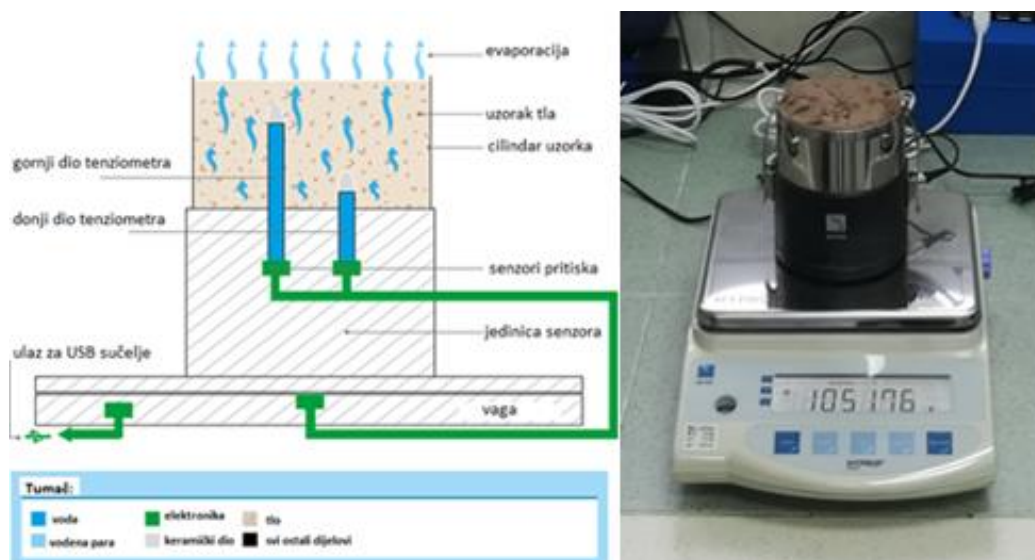 evaporacija
uzorak tla
cilindar uzorka
gornji dio tenziometra
donji dio tenziometra
senzori pritiska
jedinica senzora
ulaz za USB sučelje
vaga
Tumač:
voda
elektronika
tlo
vodena para
keramički dio
svi ostali dijelovi
105176